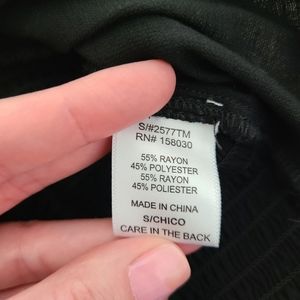 S/#2577TM
RN# 158030
55% RAYON
45% POLYESTER
55% RAYON
45% POLIESTER
MADE IN CHINA
S/CHICO
CARE IN THE BACK